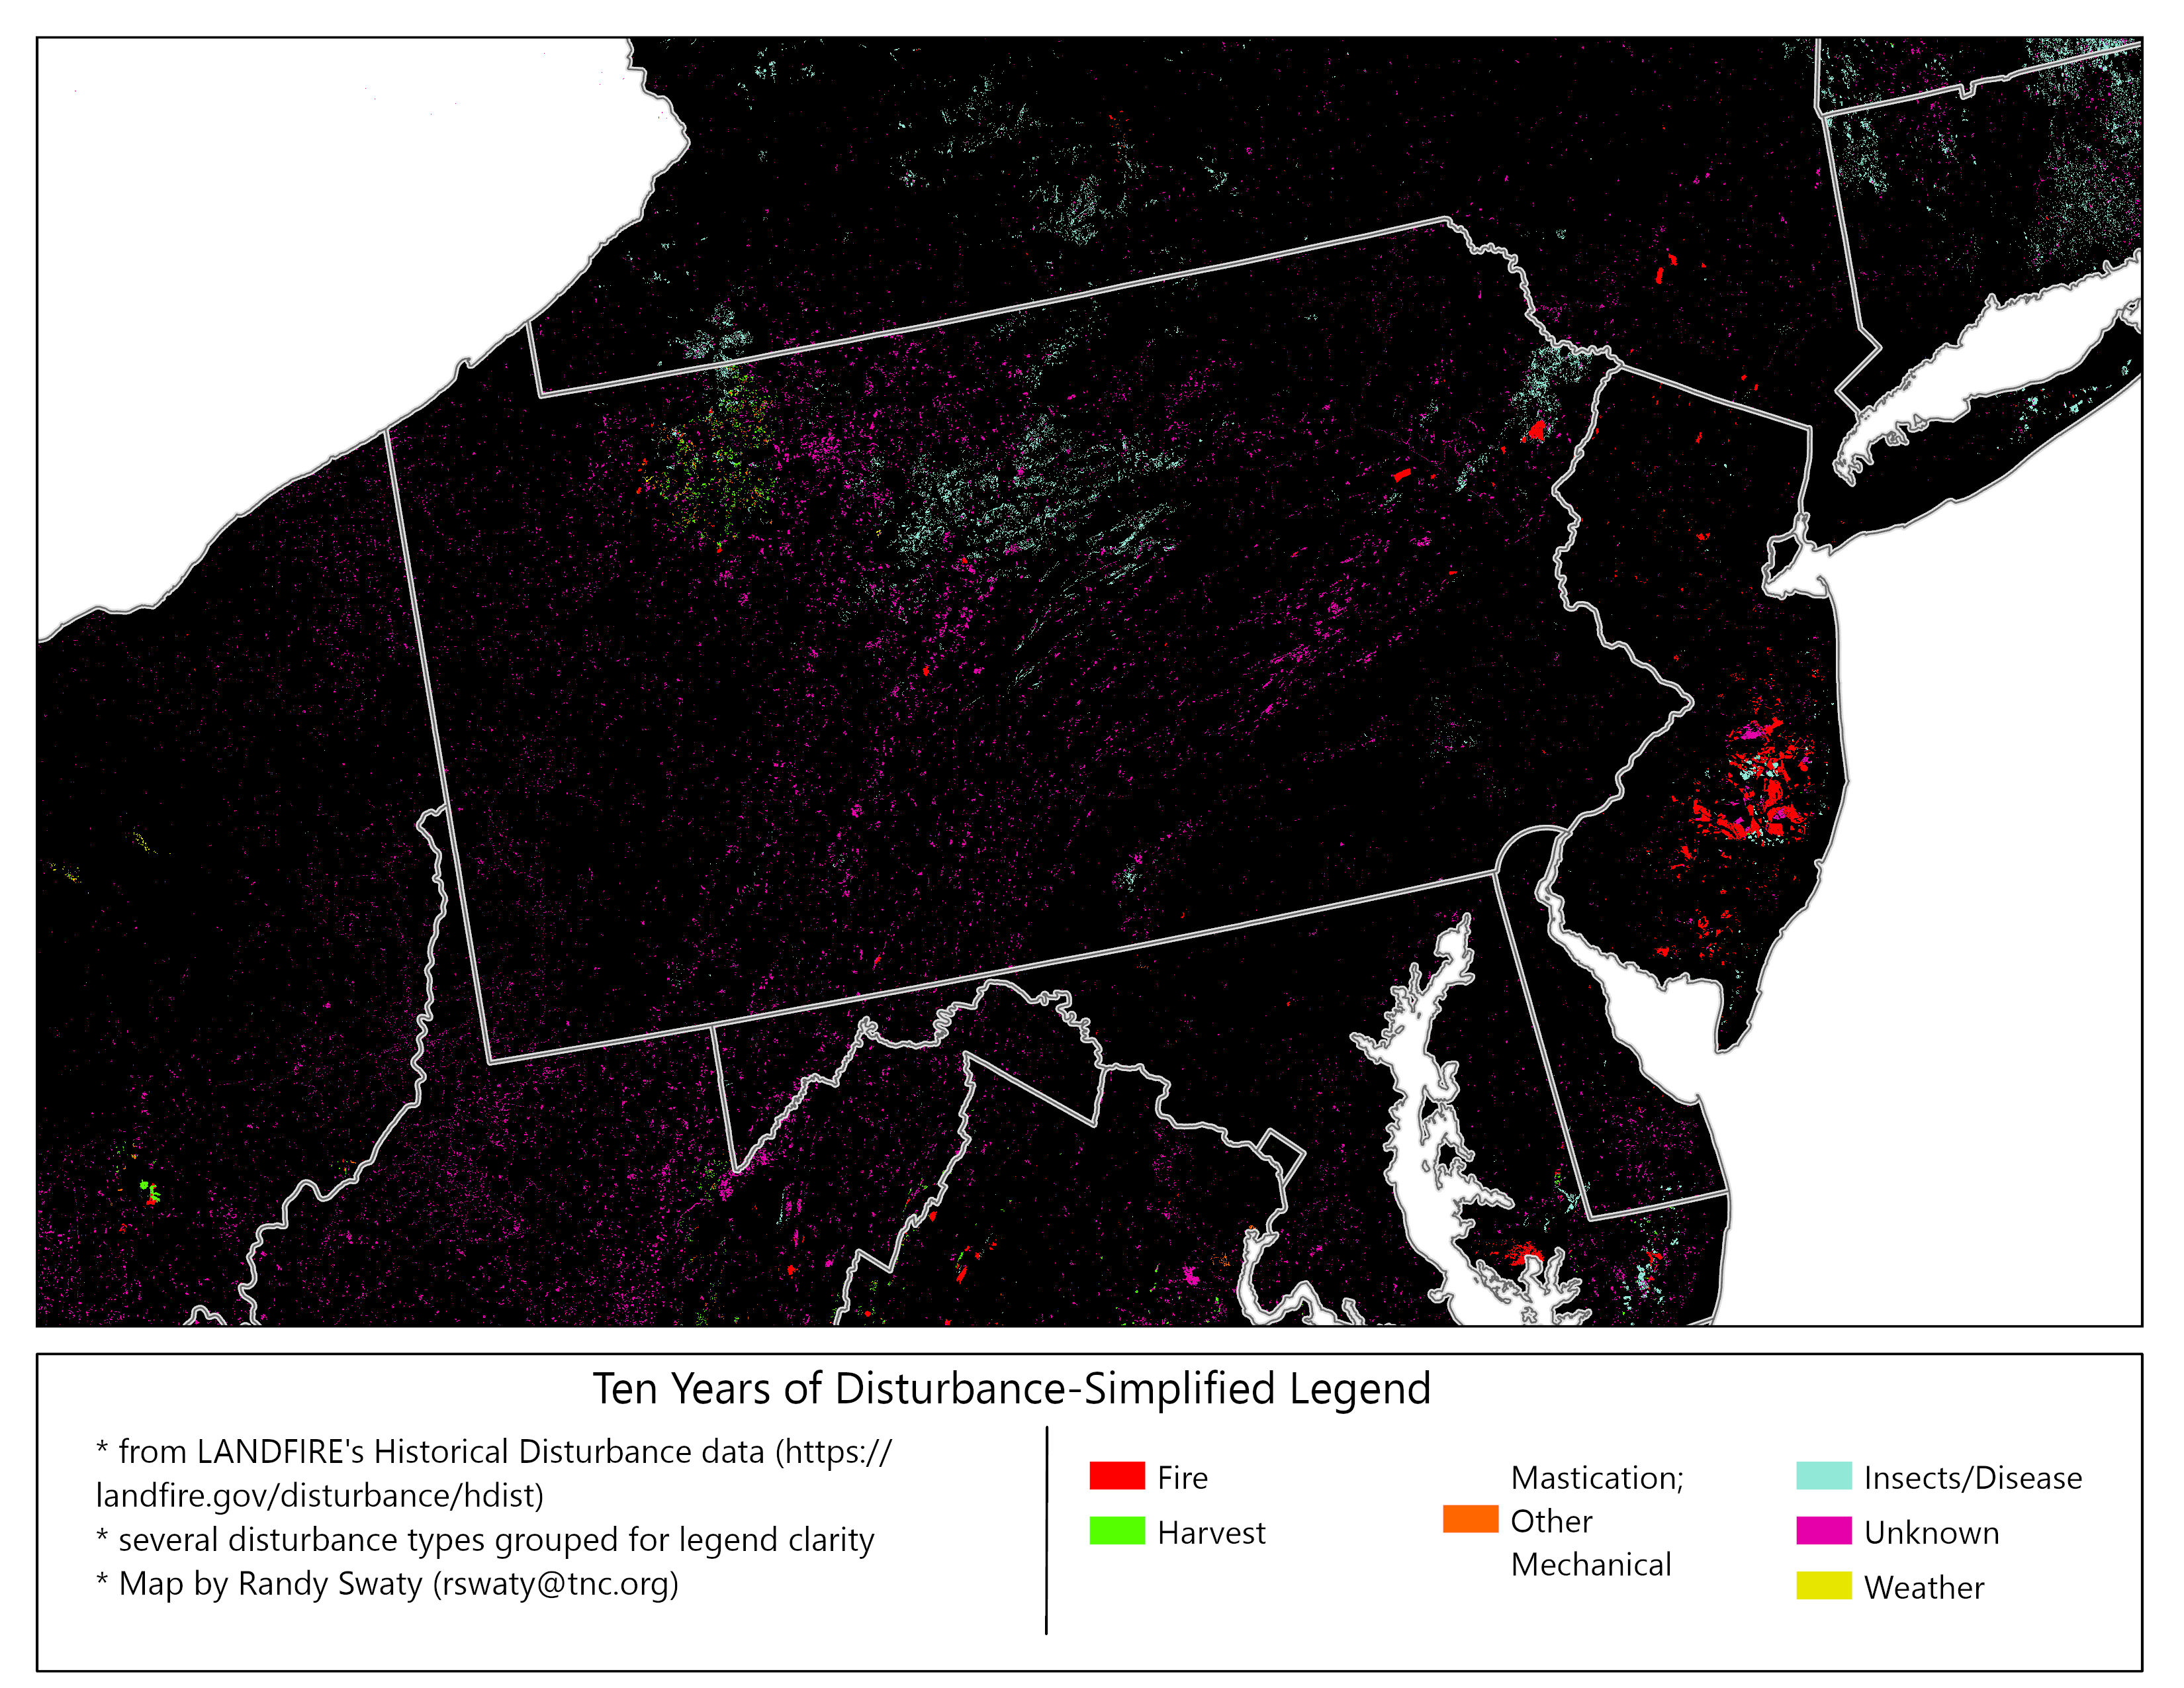 Ten Years of Disturbance-Simplified Legend
* from LANDFIRE's Historical Disturbance data (https://
landfire.gov/disturbance/hdist)
* several disturbance types grouped for legend clarity
* Map by Randy Swaty (rswaty@tnc.org)
Fire
Harvest
Mastication;
Other
Mechanical
Insects/Disease
Unknown
Weather